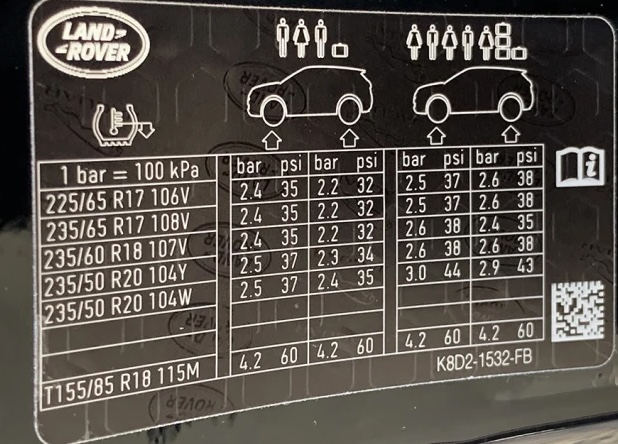 LAND-
-ROVER
1 bar = 100 kPa bar psi bar psi bar psi bar psi
225/65 R17 106V 2.4 35 2.2 32 2.5 37 2.6 38
235/65 R17 108V 2.4 35 2.2 32 2.5 37 2.6 38
235/60 R18 107V 2.4 35 2.2 32 2.6 38 2.4 35
235/50 R20 104Y 2.5 37 2.3 34 2.6 38 2.6 38
235/50 R20 104W 2.5 37 2.4 35 3.0 44 2.9 43
T155/85 R18 115M 4.2 60 4.2 60 4.2 60 4.2 60
K8D2-1532-FB